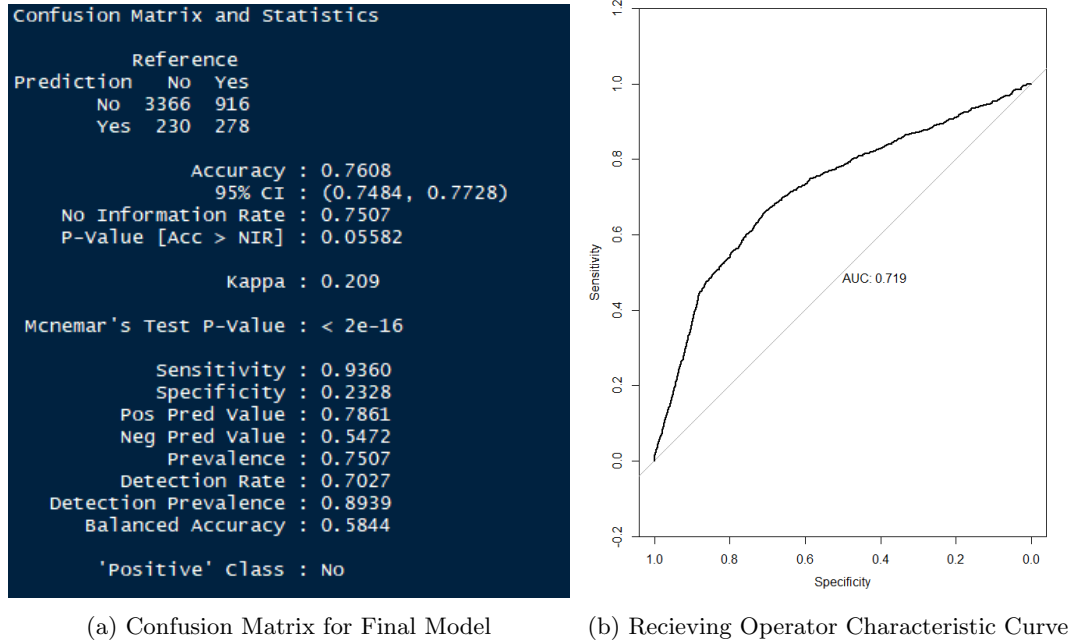 Confusion Matrix and Statistics
Reference
Prediction No Yes
No 3366 916
Yes 230 278
Accuracy : 0.7608
95% CI : (0.7484, 0.7728)
No Information Rate : 0.7507
P-Value [Acc > NIR] : 0.05582
Kappa : 0.209
Mcnemar's Test P-Value : < 2e-16
Sensitivity : 0.9360
Specificity : 0.2328
Pos Pred Value : 0.7861
Neg Pred Value : 0.5472
Prevalence : 0.7507
Detection Rate : 0.7027
Detection Prevalence : 0.8939
Balanced Accuracy : 0.5844
'Positive' Class : No
(a) Confusion Matrix for Final Model
1.2
1.0
0.8
0.6
0.4
0.2
0.0
-0.2
Sensitivity
AUC: 0.719
1.0 0.8 0.6 0.4 0.2 0.0
Specificity
(b) Recieving Operator Characteristic Curve